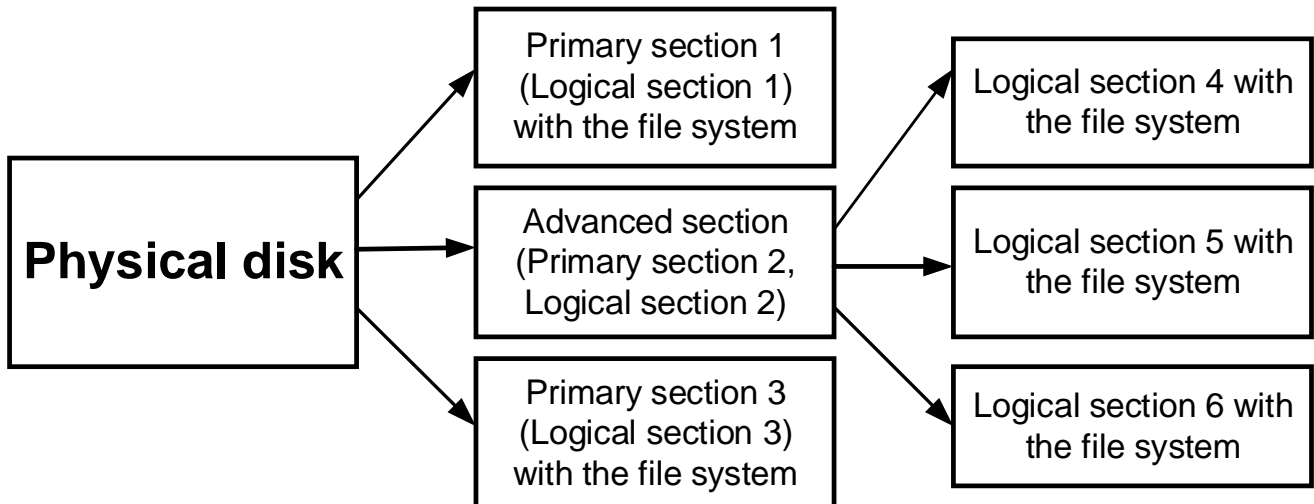 Physical disk
Primary section 1
(Logical section 1)
with the file system
Advanced section
(Primary section 2,
Logical section 2)
Primary section 3
(Logical section 3)
with the file system
Logical section 4 with
the file system
Logical section 5 with
the file system
Logical section 6 with
the file system